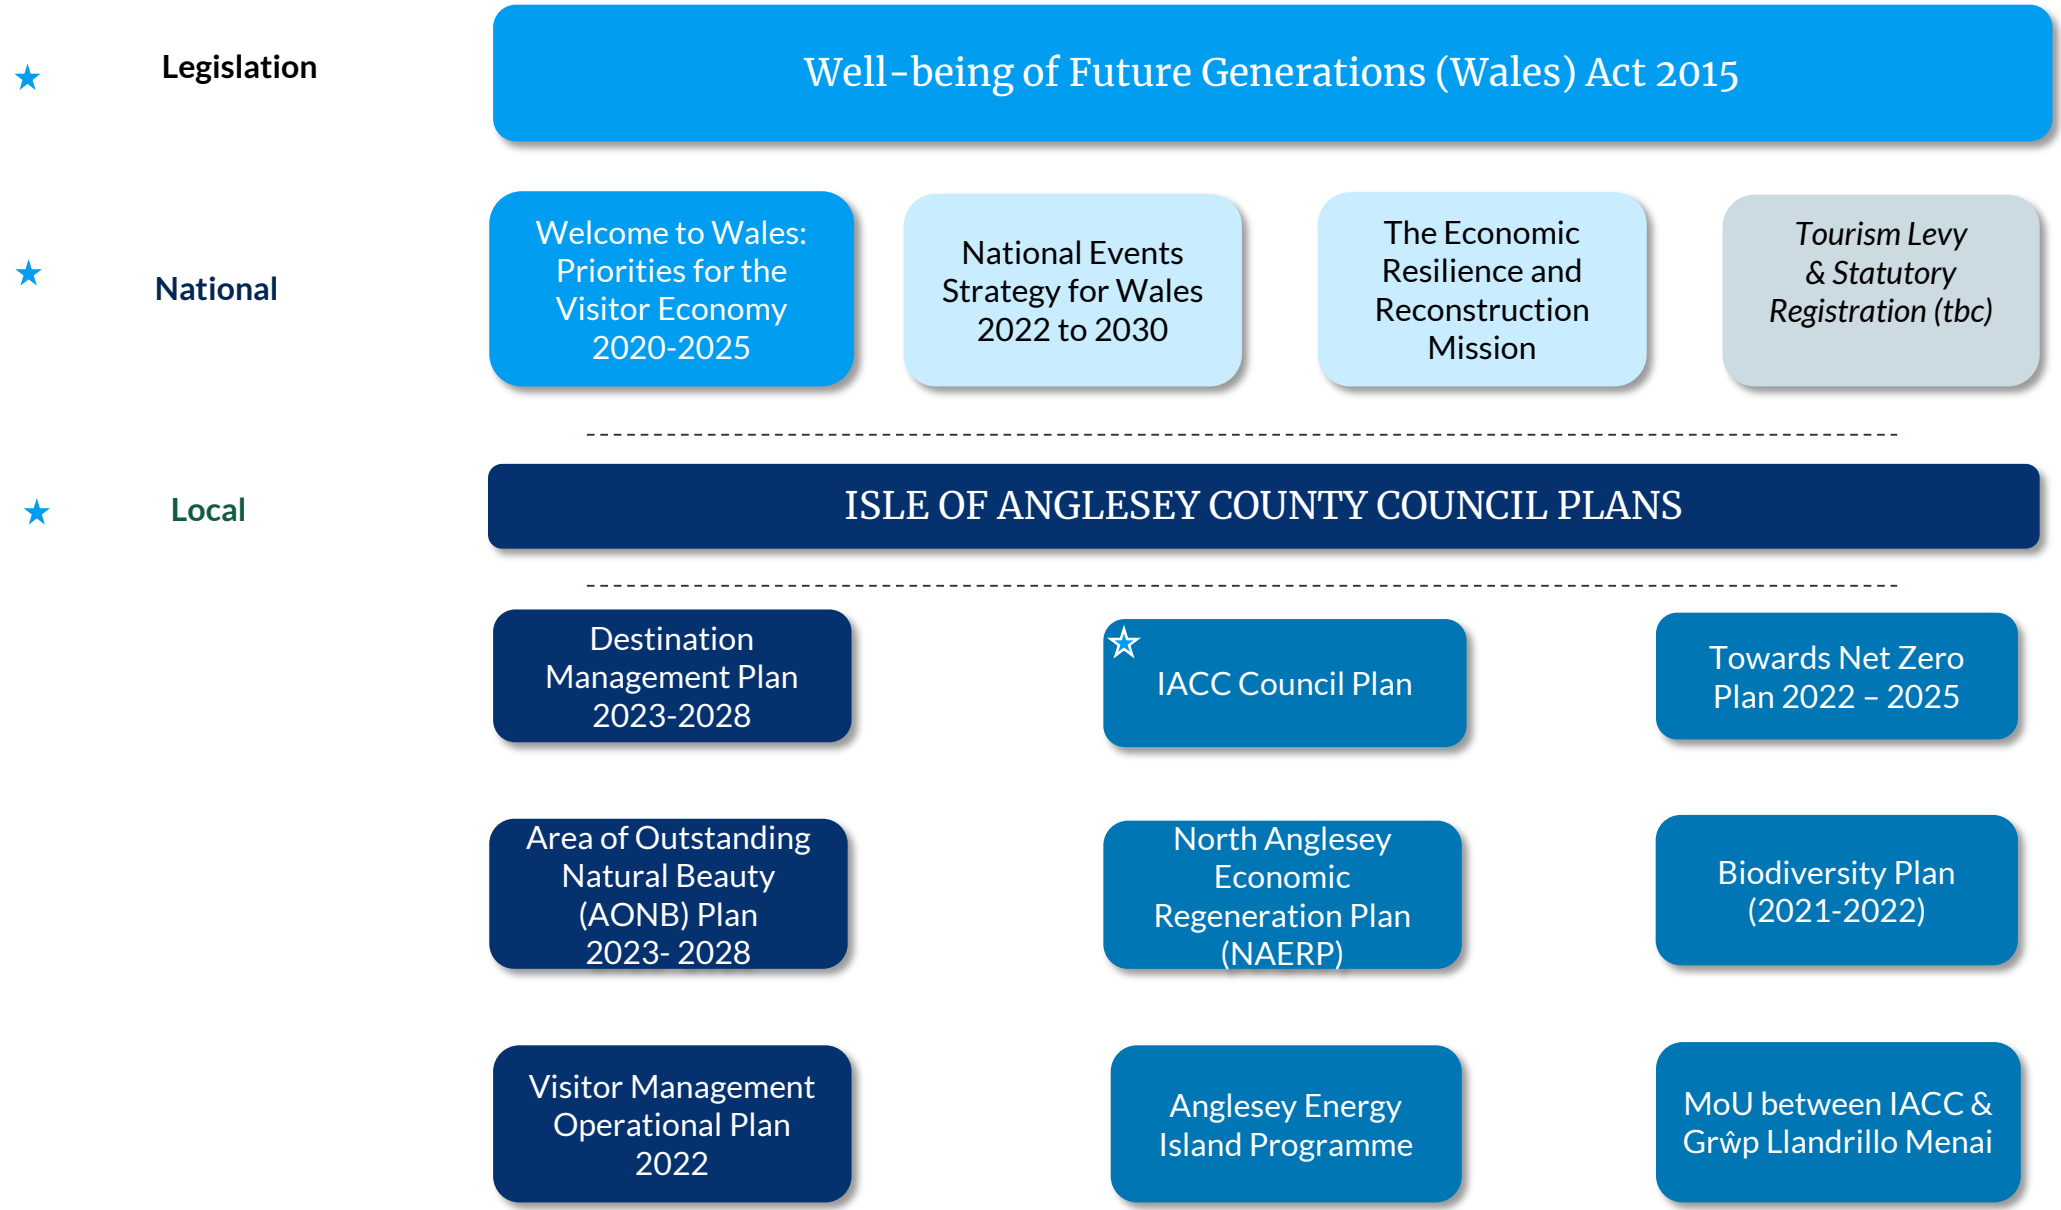 Legislation
Well-being of Future Generations (Wales) Act 2015
National
Welcome to Wales:
Priorities for the
Visitor Economy
2020-2025
National Events
Strategy for Wales
2022 to 2030
The Economic
Resilience and
Reconstruction
Mission
Tourism Levy
& Statutory
Registration (tbc)
Local
ISLE OF ANGLESEY COUNTY COUNCIL PLANS
Destination
Management Plan
2023-2028
IACC Council Plan
Towards Net Zero
Plan 2022 – 2025
Area of Outstanding
Natural Beauty
(AONB) Plan
2023- 2028
North Anglesey
Economic
Regeneration Plan
(NAERP)
Biodiversity Plan
(2021-2022)
Visitor Management
Operational Plan
2022
Anglesey Energy
Island Programme
MoU between IACC &
Grŵp Llandrillo Menai